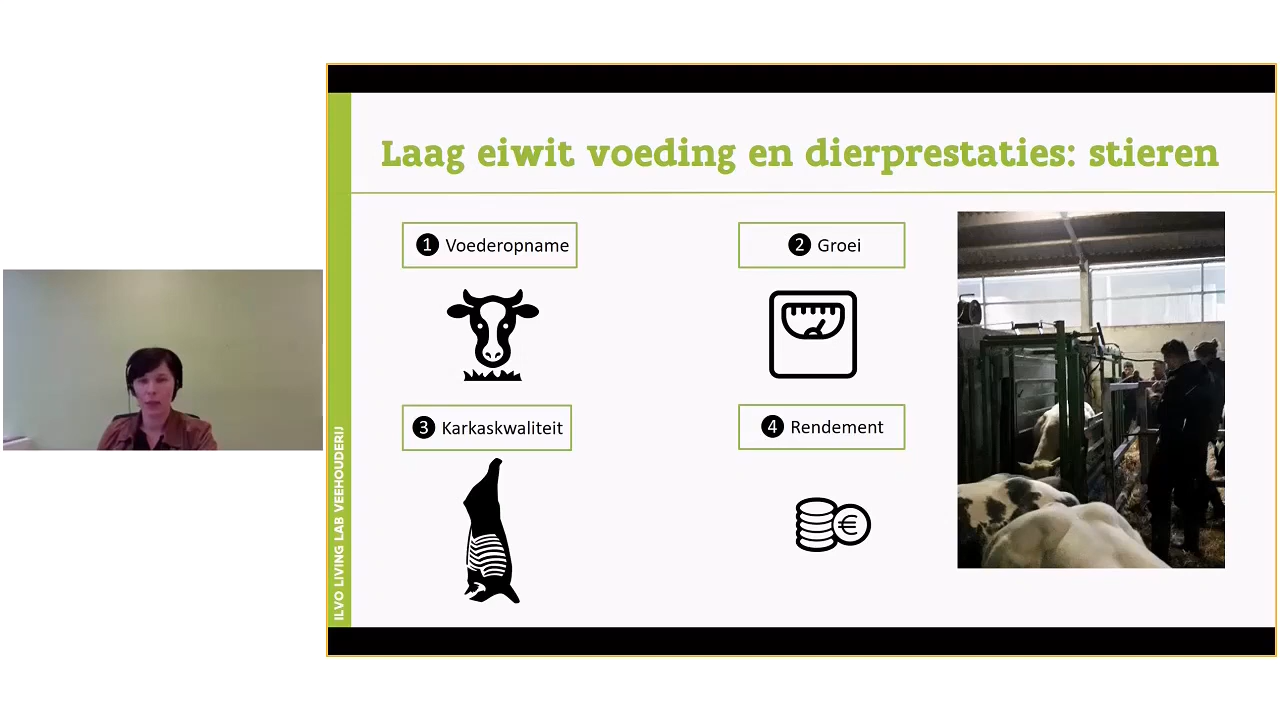 Laag eiwit voeding en dierprestaties: stieren
1 Voederopname
2 Groei
3 Karkaskwaliteit
4 Rendement
€
ILVO LIVING LAB VEEHOUDERIJ